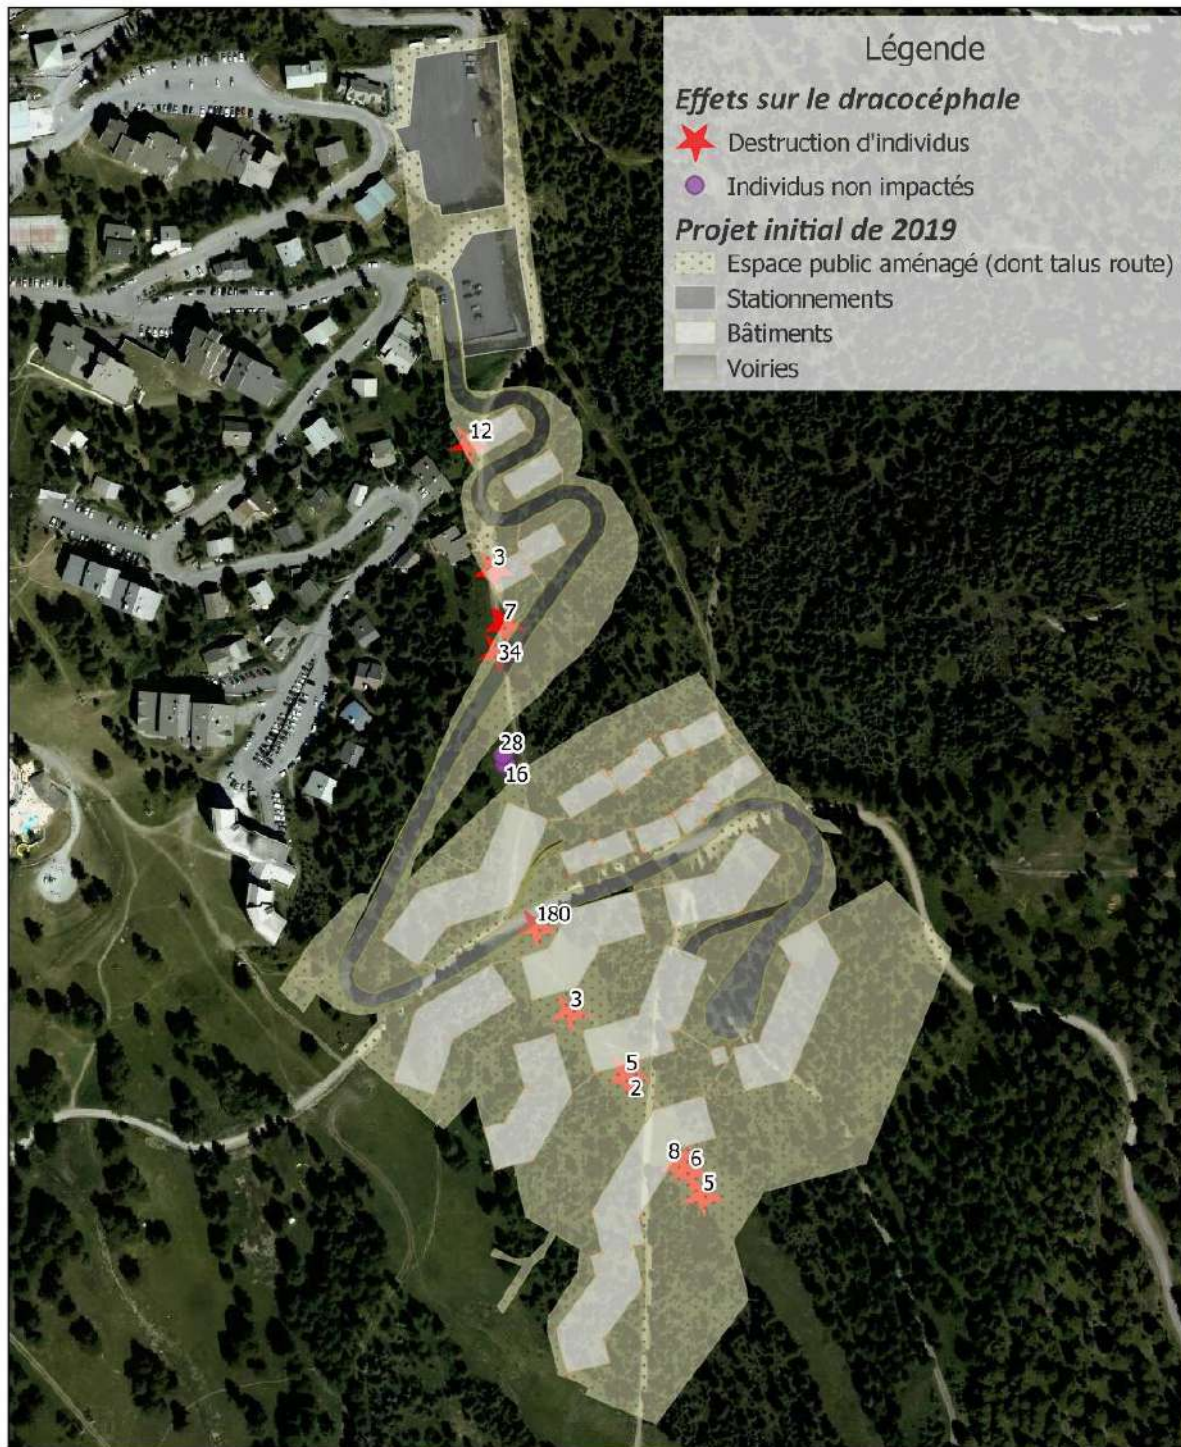 Légende
Effets sur le dracocéphale
Destruction d'individus
Individus non impactés
Projet initial de 2019
Espace public aménagé (dont talus route)
Stationnements
Bâtiments
Voiries
12
3
7
34
28
16
180
3
5
2
8
6
5